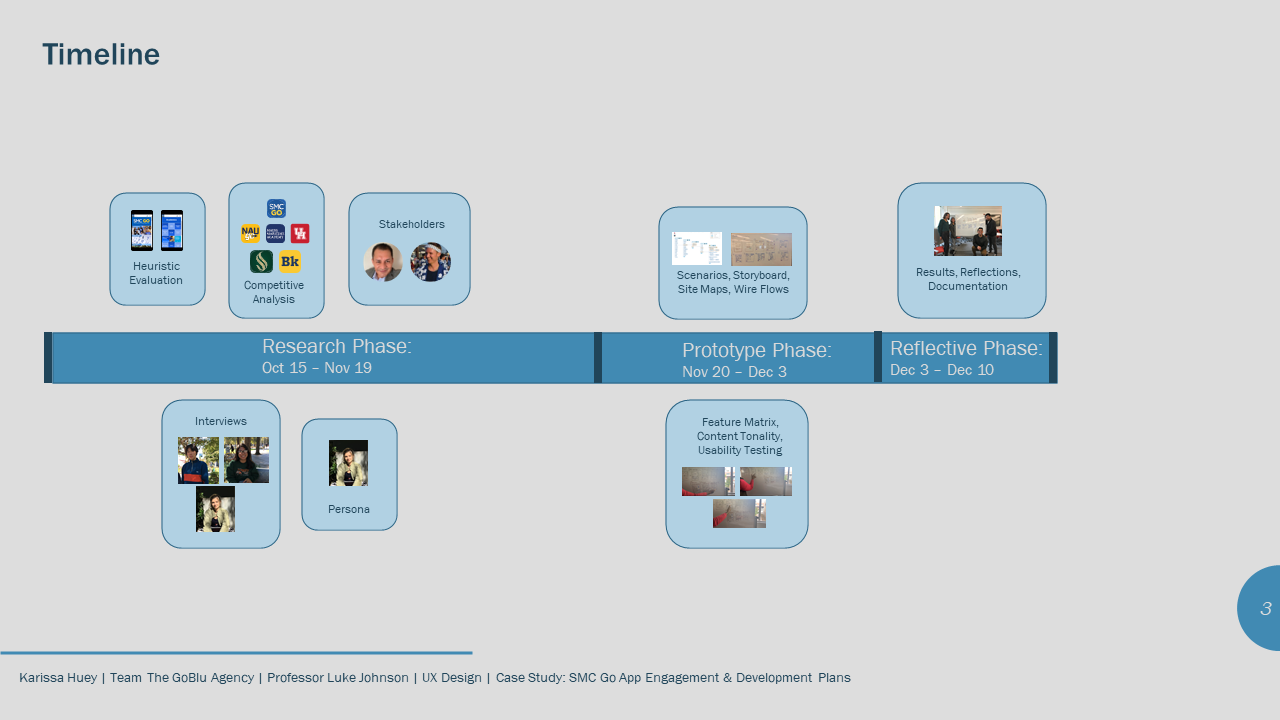 Timeline
SMC GO
Heuristic
Evaluation
SMC
GO
NAU
GO
UH
Bk
Competitive
Analysis
Stakeholders
Scenarios, Storyboard,
Site Maps, Wire Flows
Results, Reflections,
Documentation
Research Phase:
Oct 15 – Nov 19
Prototype Phase:
Nov 20 – Dec 3
Reflective Phase:
Dec 3 – Dec 10
Interviews
Persona
Feature Matrix,
Content Tonality,
Usability Testing
3
Karissa Huey | Team The GoBlu Agency | Professor Luke Johnson | UX Design | Case Study: SMC Go App Engagement & Development Plans